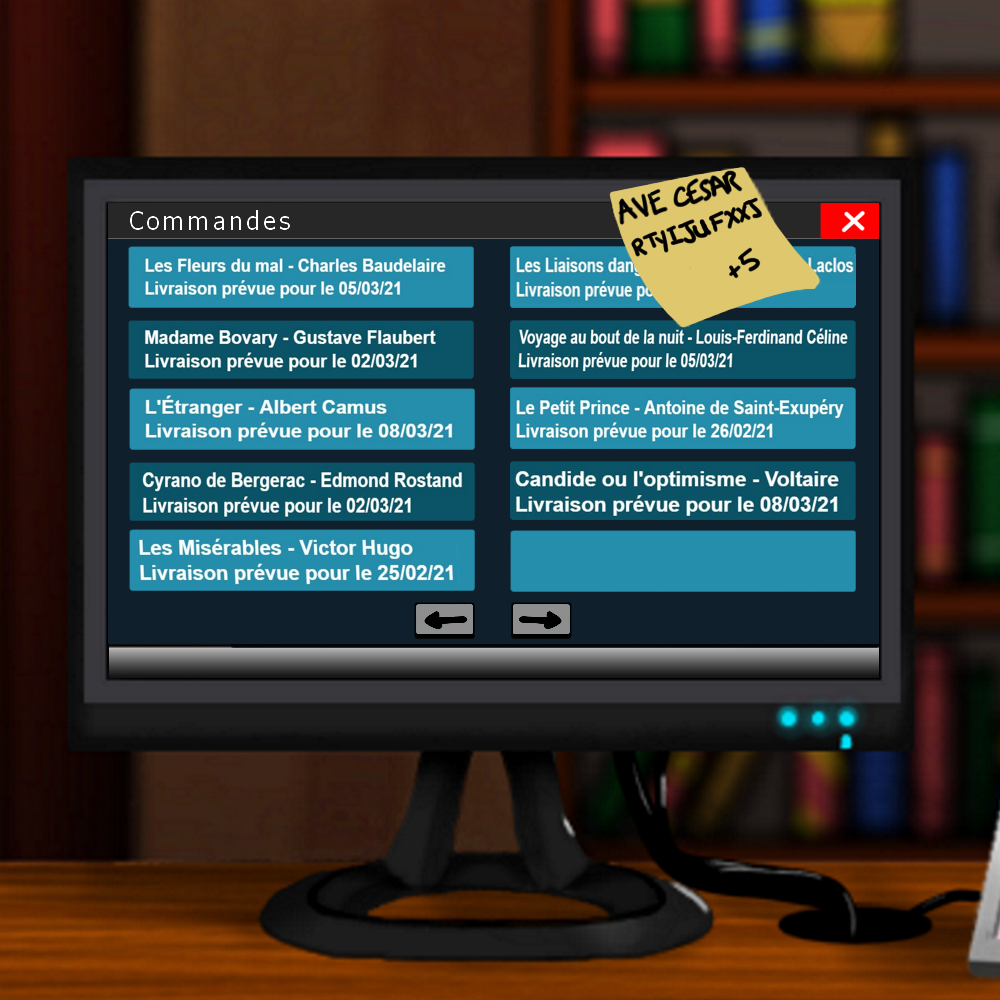 Commandes
AVE CESAR
RTYIJUFXXJ
+5
Les Fleurs du mal - Charles Baudelaire
Livraison prévue pour le 05/03/21
Madame Bovary - Gustave Flaubert
Livraison prévue pour le 02/03/21
L'Étranger - Albert Camus
Livraison prévue pour le 08/03/21
Cyrano de Bergerac - Edmond Rostand
Livraison prévue pour le 02/03/21
Les Misérables - Victor Hugo
Livraison prévue pour le 25/02/21
Les Liaisons Laclos
Livraison prévue
Voyage au bout de la nuit - Louis-Ferdinand Céline
Livraison prévue pour le 05/03/21
Le Petit Prince - Antoine de Saint-Exupéry
Livraison prévue pour le 26/02/21
Candide ou l'optimisme - Voltaire
Livraison prévue pour le 08/03/21